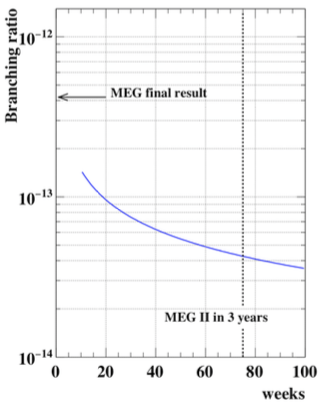 Branching ratio
10⁻¹²
MEG final result
10⁻¹³
MEG II in 3 years
10⁻¹⁴
0 20 40 60 80 100
weeks